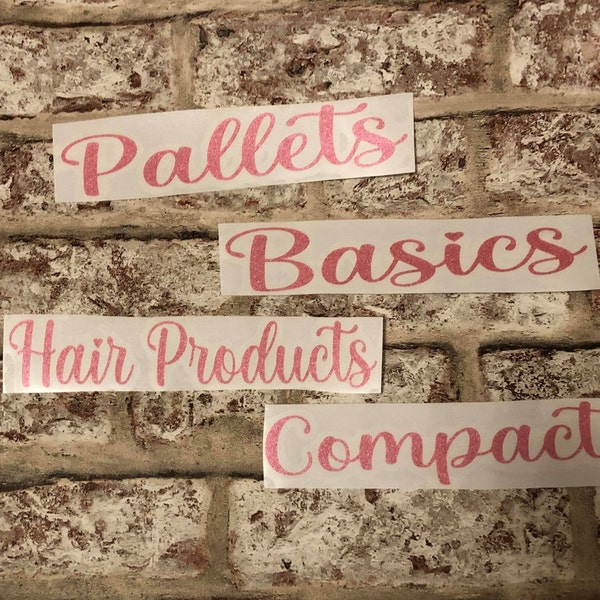 Pallets
Basics
Hair Products
Compact